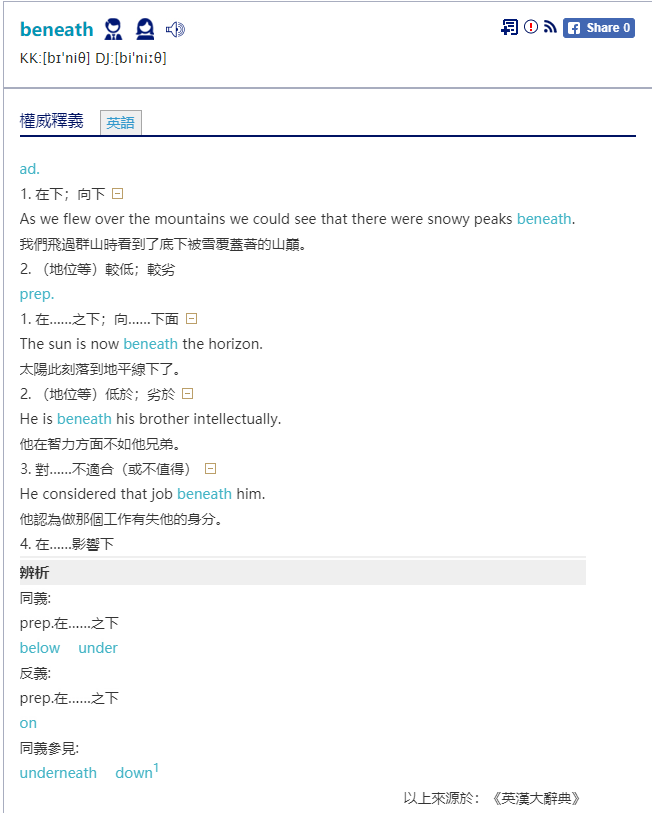 beneath
Share 0
KK:[bɪˈniθ] DJ:[biˈniːθ]
權威釋義 英語
ad.
1. 在下；向下
As we flew over the mountains we could see that there were snowy peaks beneath.
我們飛過群山時看到了底下被雪覆蓋著的山巔。
2. （地位等）較低；較劣
prep.
1. 在……之下；向……下面
The sun is now beneath the horizon.
太陽此刻落到地平線下了。
2. （地位等）低於；劣於
He is beneath his brother intellectually.
他在智力方面不如他兄弟。
3. 對……不適合（或不值得）
He considered that job beneath him.
他認為做那個工作有失他的身分。
4. 在……影響下
辨析
同義:
prep.在……之下
below under
反義:
prep.在……之下
on
同義參見:
underneath down1
以上來源於：《英漢大辭典》